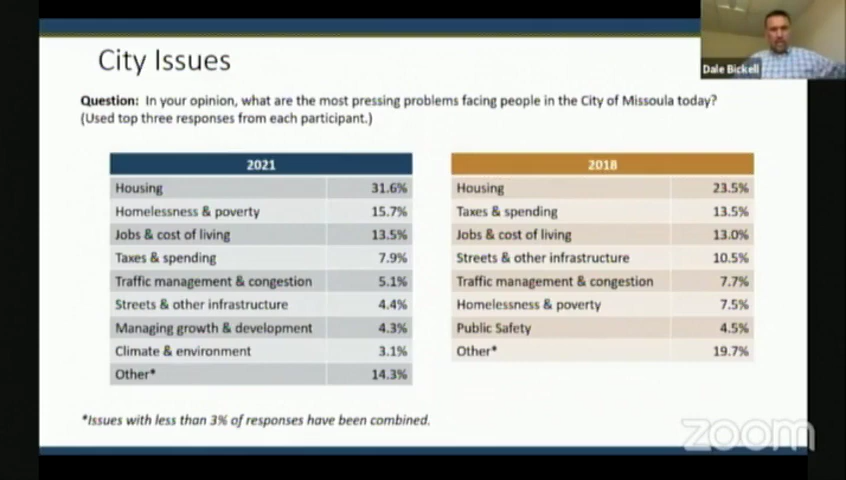 City Issues
Dale Bickell
Question: In your opinion, what are the most pressing problems facing people in the City of Missoula today?
(Used top three responses from each participant.)
2021
Housing 31.6%
Homelessness & poverty 15.7%
Jobs & cost of living 13.5%
Taxes & spending 7.9%
Traffic management & congestion 5.1%
Streets & other infrastructure 4.4%
Managing growth & development 4.3%
Climate & environment 3.1%
Other* 14.3%
2018
Housing 23.5%
Taxes & spending 13.5%
Jobs & cost of living 13.0%
Streets & other infrastructure 10.5%
Traffic management & congestion 7.7%
Homelessness & poverty 7.5%
Public Safety 4.5%
Other* 19.7%
*Issues with less than 3% of responses have been combined.
zoom